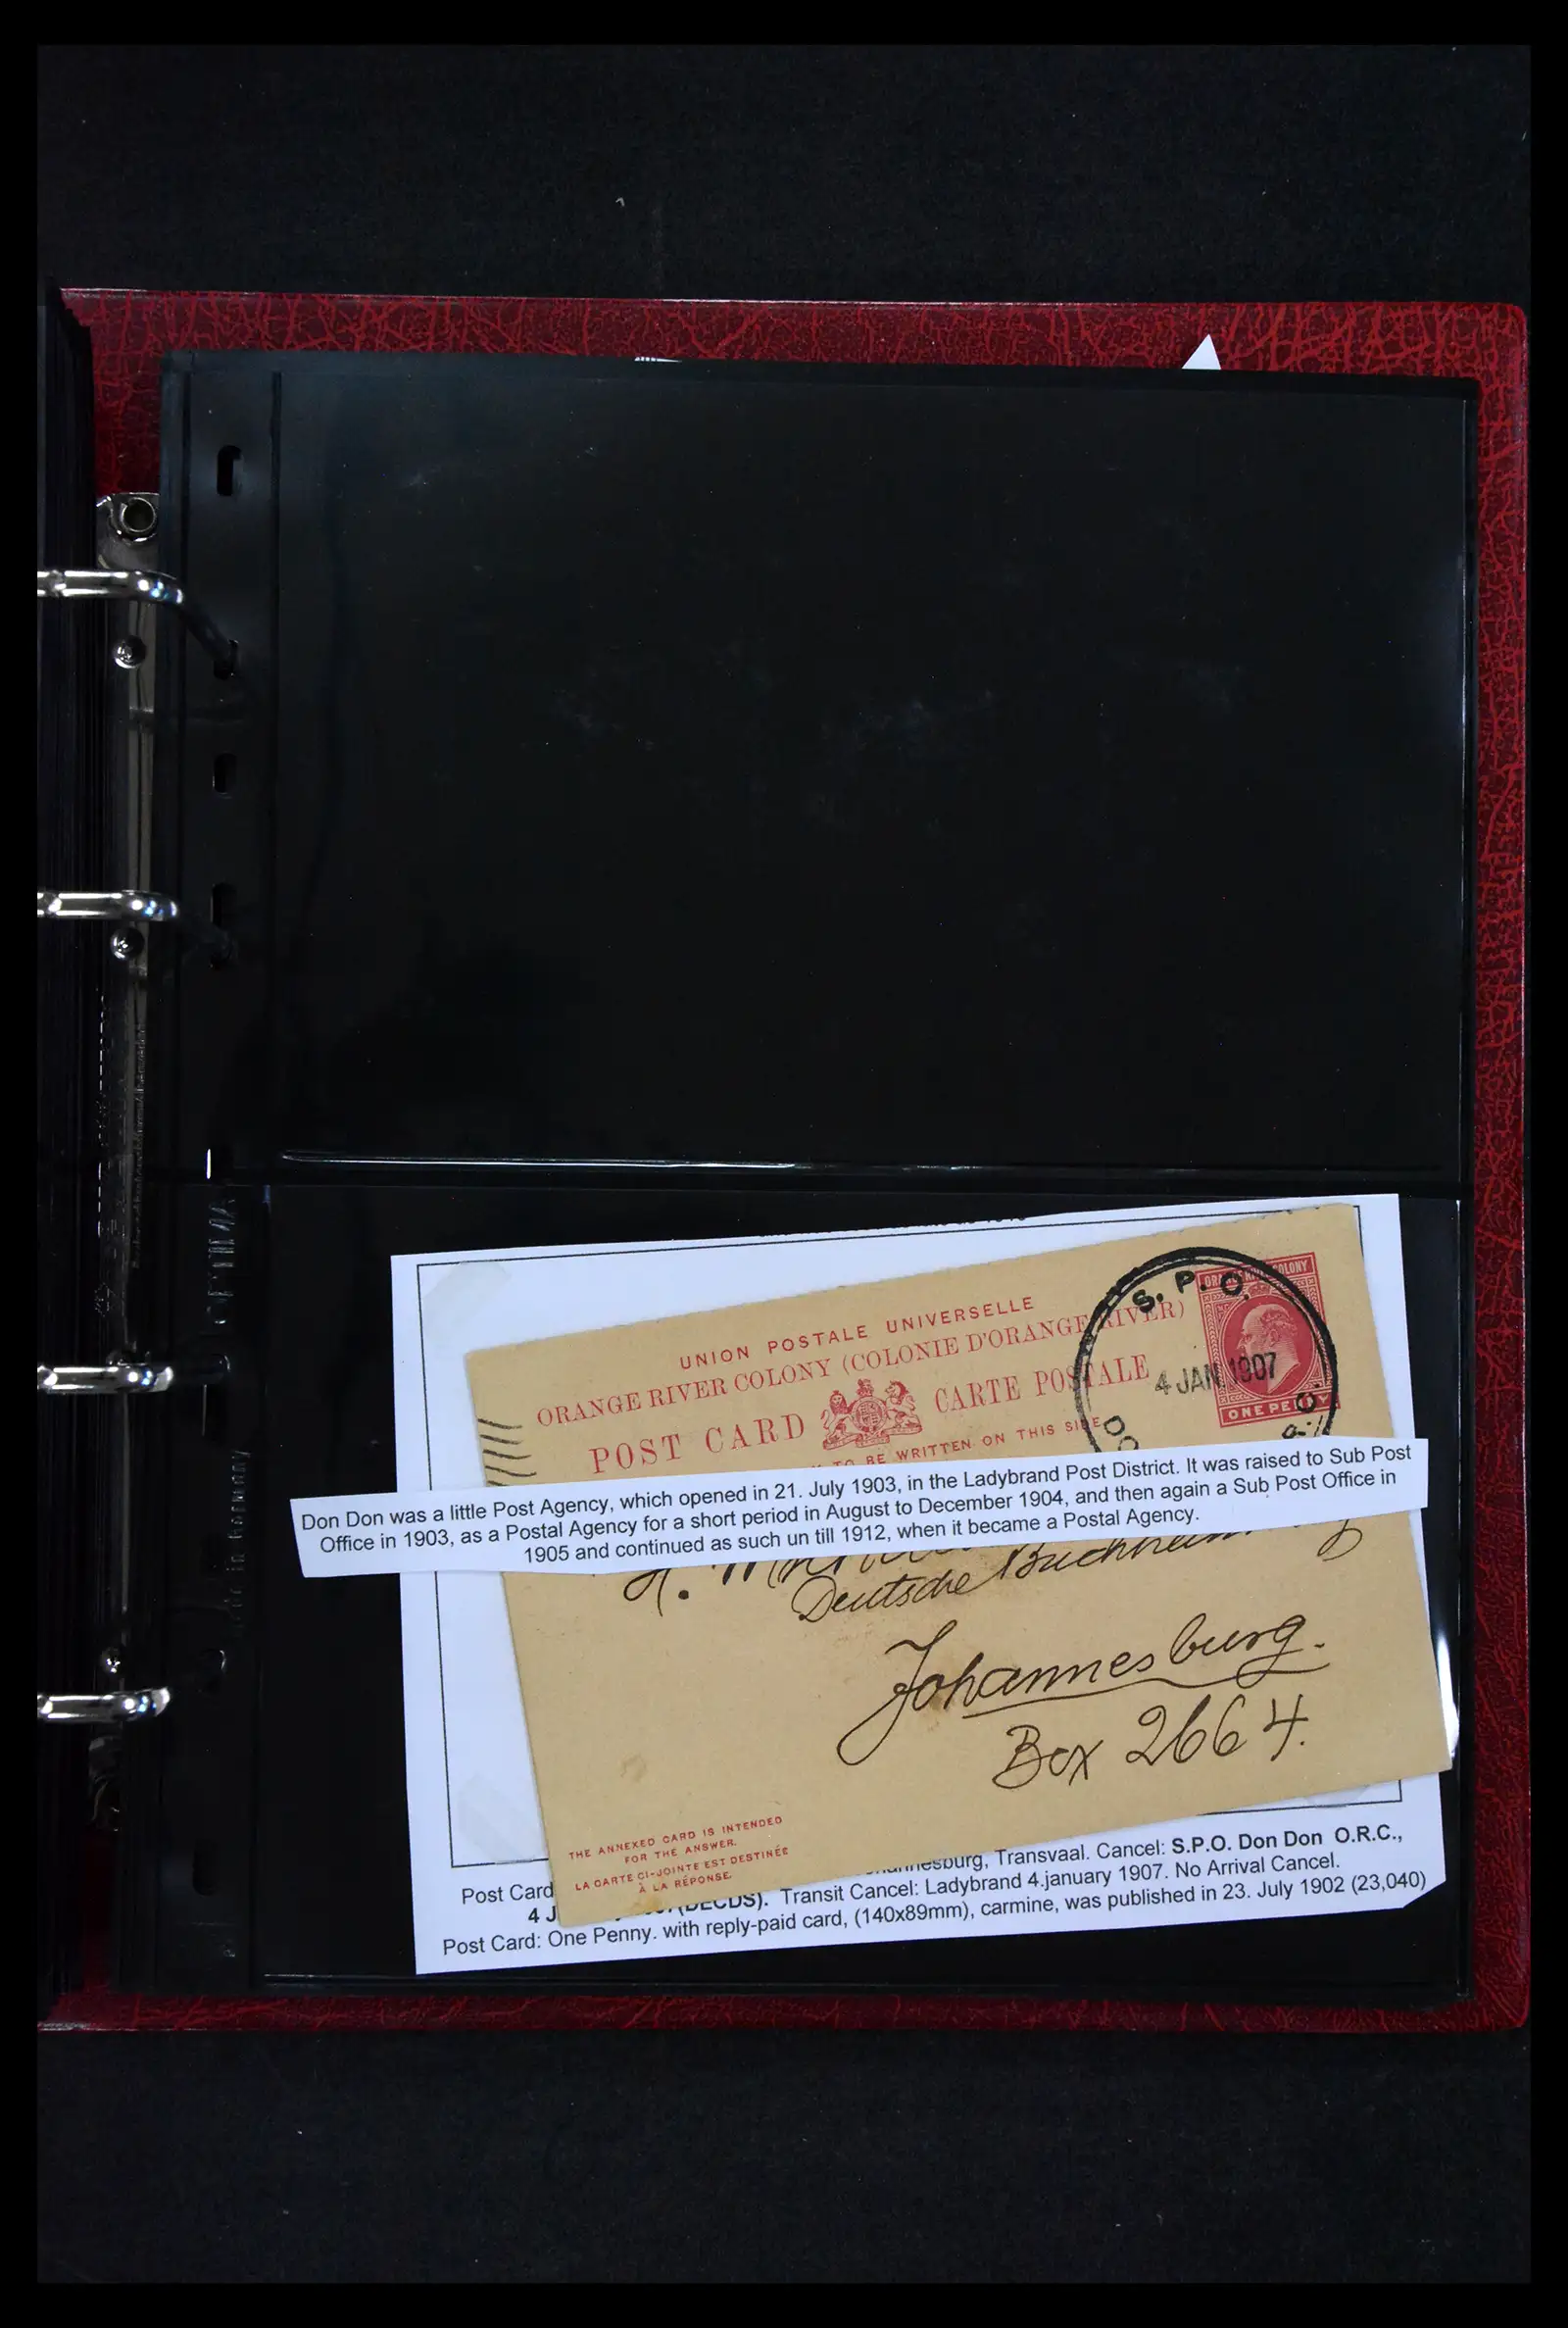 UNION POSTALE UNIVERSELLE
ORANGE RIVER COLONY (COLONIE D'ORANGE RIVER)
POST CARD CARTE POSTALE
TO BE WRITTEN ON THIS SIDE
ORANGE RIVER COLONY
ONE PENNY
S. P. O.
4 JAN 1907
Don Don was a little Post Agency, which opened in 21. July 1903, in the Ladybrand Post District. It was raised to Sub Post
Office in 1903, as a Postal Agency for a short period in August to December 1904, and then again a Sub Post Office in
1905 and continued as such un till 1912, when it became a Postal Agency.
H.
Deutsche
Johannesburg.
Box 2664.
THE ANNEXED CARD IS INTENDED
FOR THE ANSWER.
LA CARTE CI-JOINTE EST DESTINÉE
À LA RÉPONSE.
Post Card Transvaal. Cancel: S.P.O. Don Don O.R.C.,
4 (DECDS). Transit Cancel: Ladybrand 4.january 1907. No Arrival Cancel.
Post Card: One Penny. with reply-paid card, (140x89mm), carmine, was published in 23. July 1902 (23,040)